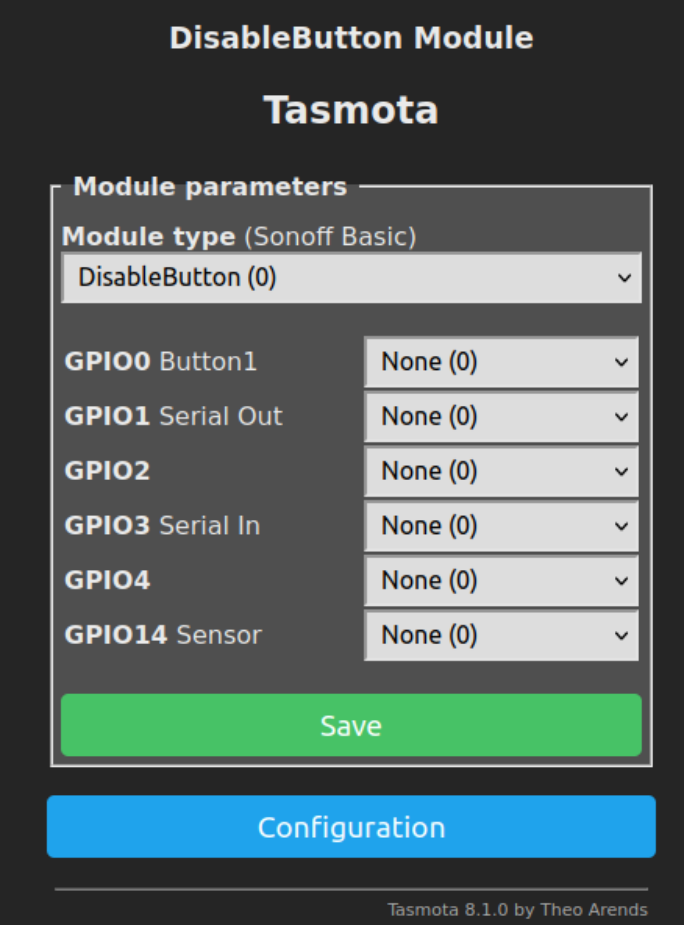 DisableButton Module
Tasmota
Module parameters
Module type (Sonoff Basic)
DisableButton (0)
GPIO0 Button1 None (0)
GPIO1 Serial Out None (0)
GPIO2 None (0)
GPIO3 Serial In None (0)
GPIO4 None (0)
GPIO14 Sensor None (0)
Save
Configuration
Tasmota 8.1.0 by Theo Arends